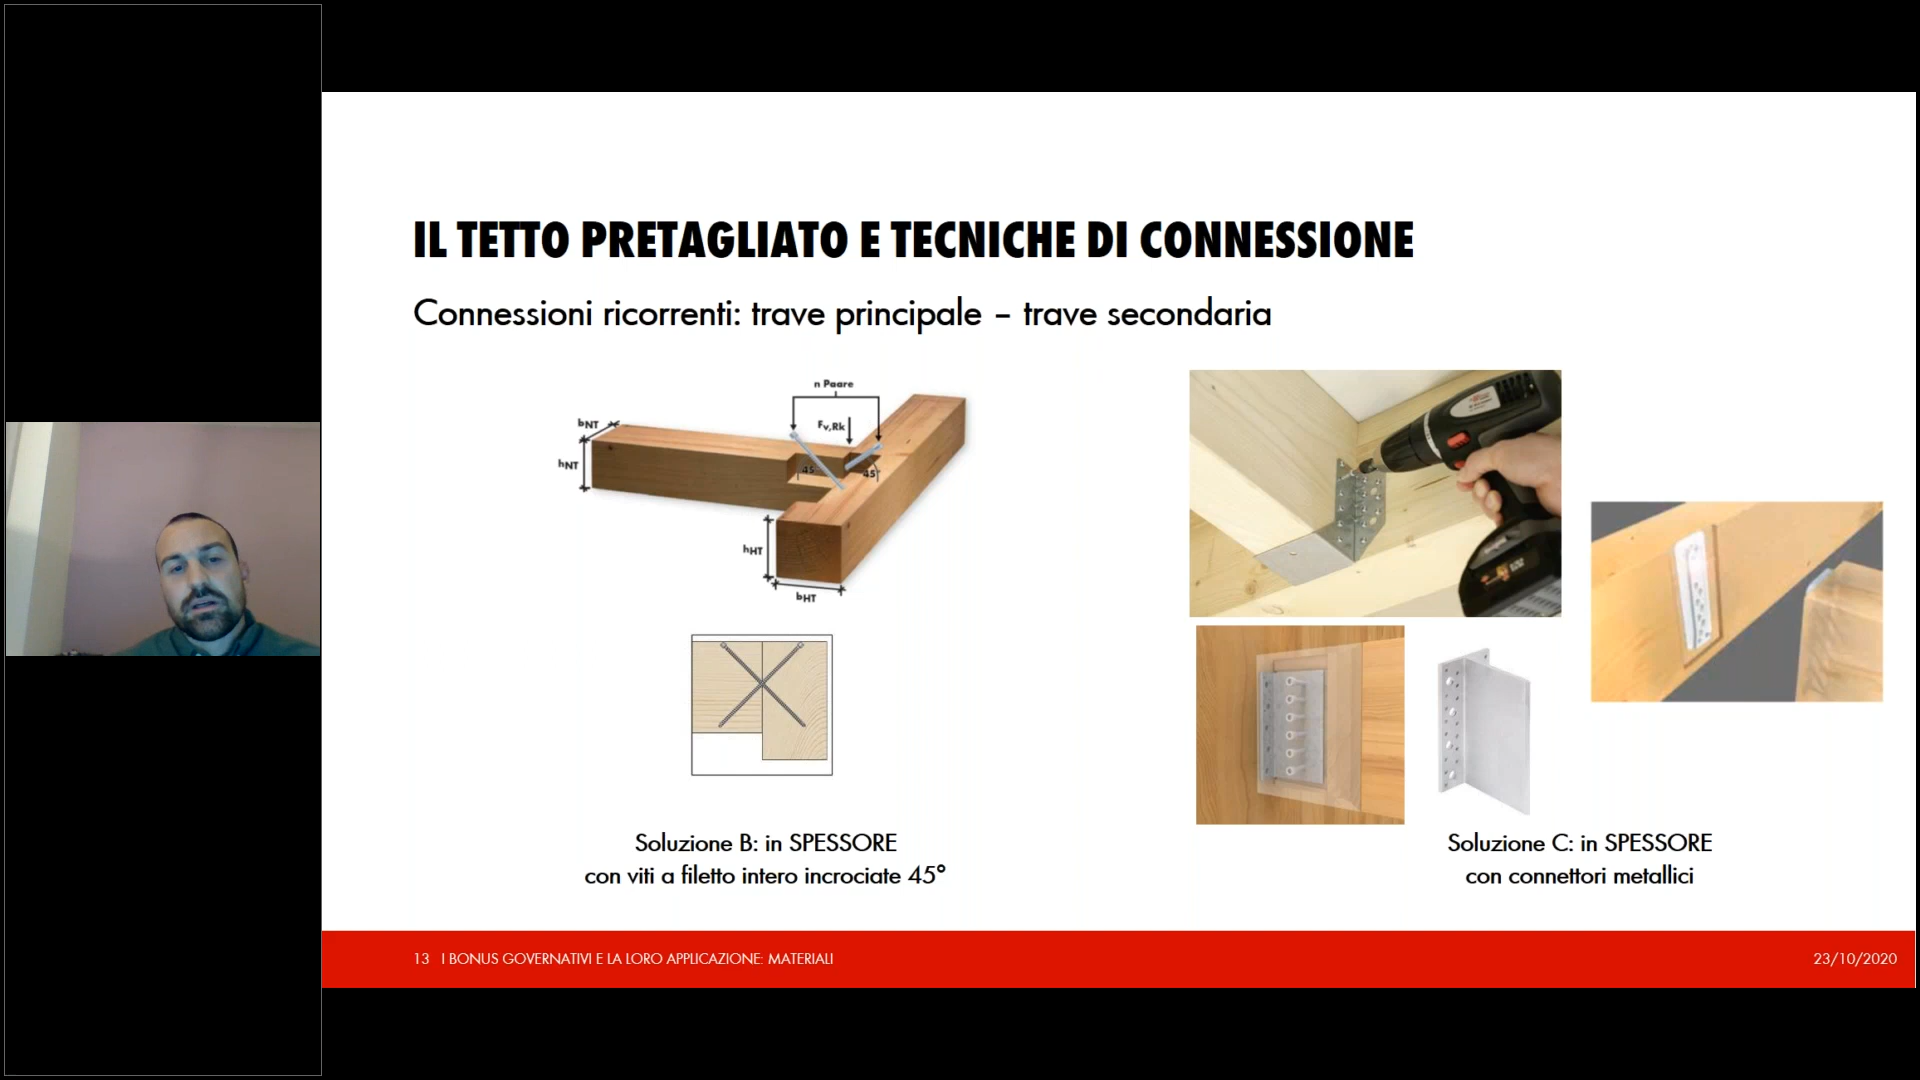 IL TETTO PRETAGLIATO E TECNICHE DI CONNESSIONE
Connessioni ricorrenti: trave principale – trave secondaria
n Paare
bNT
Fv,Rk
hNT
45°
45°
hHT
bHT
Soluzione B: in SPESSORE
con viti a filetto intero incrociate 45°
Soluzione C: in SPESSORE
con connettori metallici
13 I BONUS GOVERNATIVI E LA LORO APPLICAZIONE: MATERIALI
23/10/2020